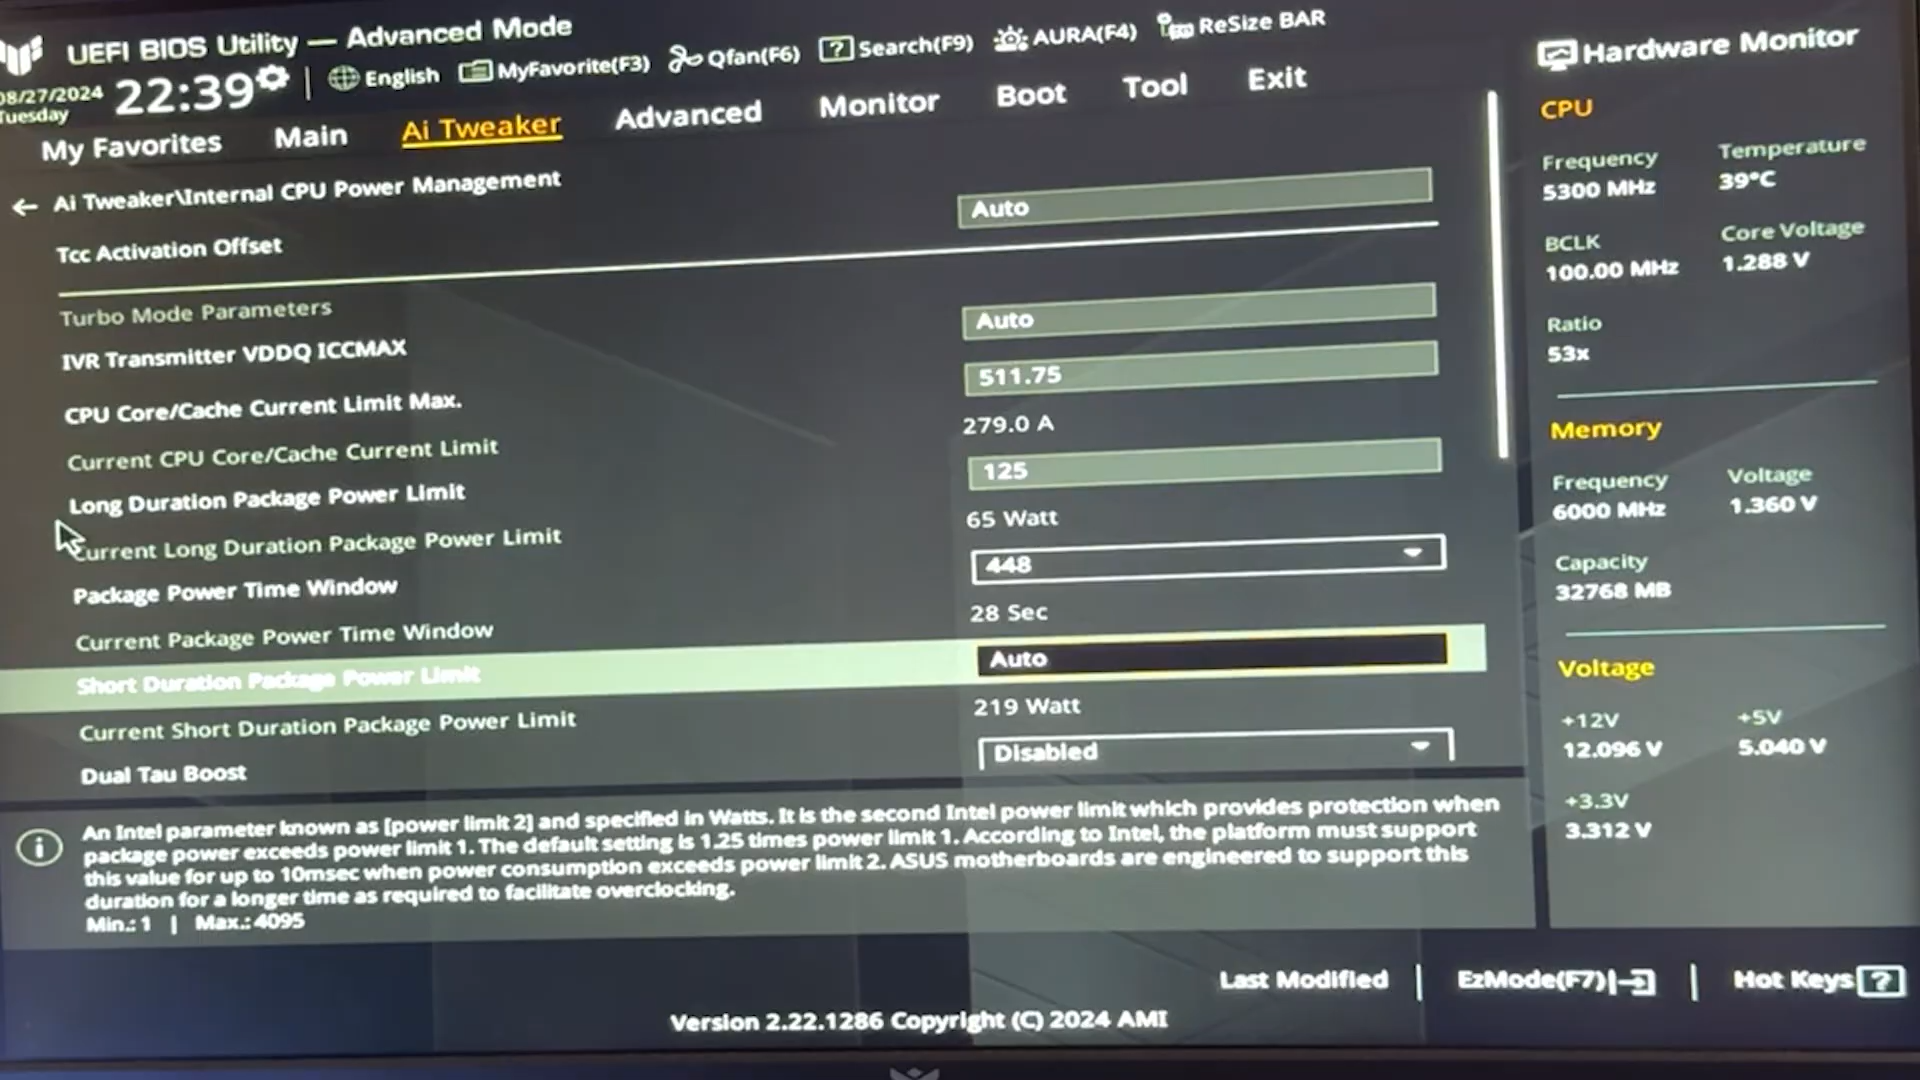 UEFI BIOS Utility — Advanced Mode
08/27/2024
Tuesday
22:39
English
MyFavorite(F3)
Qfan(F6)
Search(F9)
AURA(F4)
ReSize BAR
My Favorites
Main
Ai Tweaker
Advanced
Monitor
Boot
Tool
Exit
Ai Tweaker\Internal CPU Power Management
Tcc Activation Offset
Auto
Turbo Mode Parameters
IVR Transmitter VDDQ ICCMAX
Auto
CPU Core/Cache Current Limit Max.
511.75
Current CPU Core/Cache Current Limit
279.0 A
Long Duration Package Power Limit
125
Current Long Duration Package Power Limit
65 Watt
Package Power Time Window
448
Current Package Power Time Window
28 Sec
Short Duration Package Power Limit
Auto
Current Short Duration Package Power Limit
219 Watt
Dual Tau Boost
Disabled
An Intel parameter known as [power limit 2] and specified in Watts. It is the second Intel power limit which provides protection when
package power exceeds power limit 1. The default setting is 1.25 times power limit 1. According to Intel, the platform must support
this value for up to 10msec when power consumption exceeds power limit 2. ASUS motherboards are engineered to support this
duration for a longer time as required to facilitate overclocking.
Min.: 1 | Max.: 4095
Hardware Monitor
CPU
Frequency
Temperature
5300 MHz
39°C
BCLK
Core Voltage
100.00 MHz
1.288 V
Ratio
53x
Memory
Frequency
Voltage
6000 MHz
1.360 V
Capacity
32768 MB
Voltage
+12V
+5V
12.096 V
5.040 V
+3.3V
3.312 V
Last Modified
EzMode(F7)
Hot Keys ?
Version 2.22.1286 Copyright (C) 2024 AMI